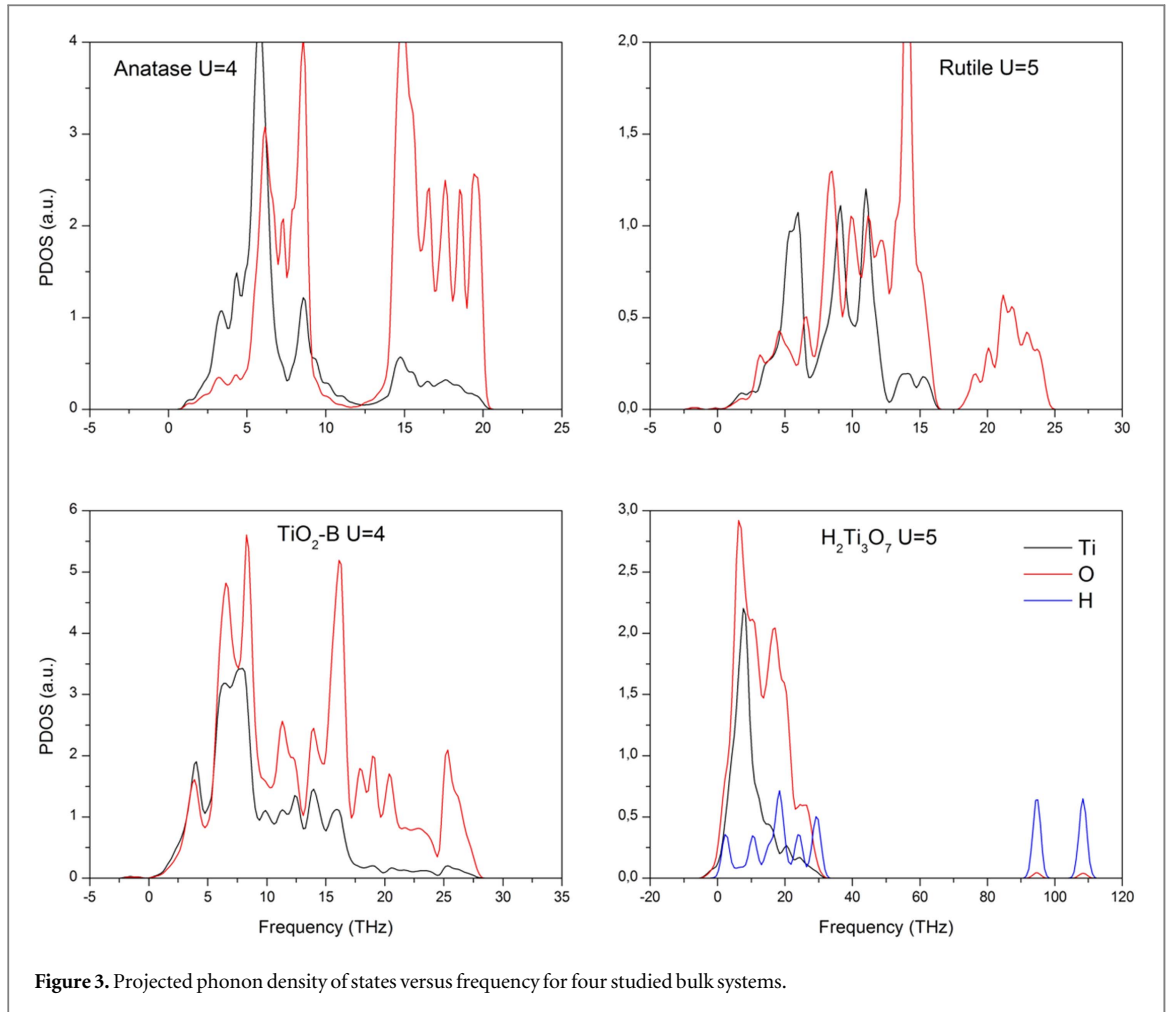 Anatase U=4
PDOS (a.u.)
4
3
2
1
0
-5 0 5 10 15 20 25
Rutile U=5
2,0
1,5
1,0
0,5
0,0
-5 0 5 10 15 20 25 30
TiO2-B U=4
PDOS (a.u.)
6
5
4
3
2
1
0
-5 0 5 10 15 20 25 30 35
Frequency (THz)
H2Ti3O7 U=5
Ti
O
H
3,0
2,5
2,0
1,5
1,0
0,5
0,0
-20 0 20 40 60 80 100 120
Frequency (THz)
Figure 3. Projected phonon density of states versus frequency for four studied bulk systems.